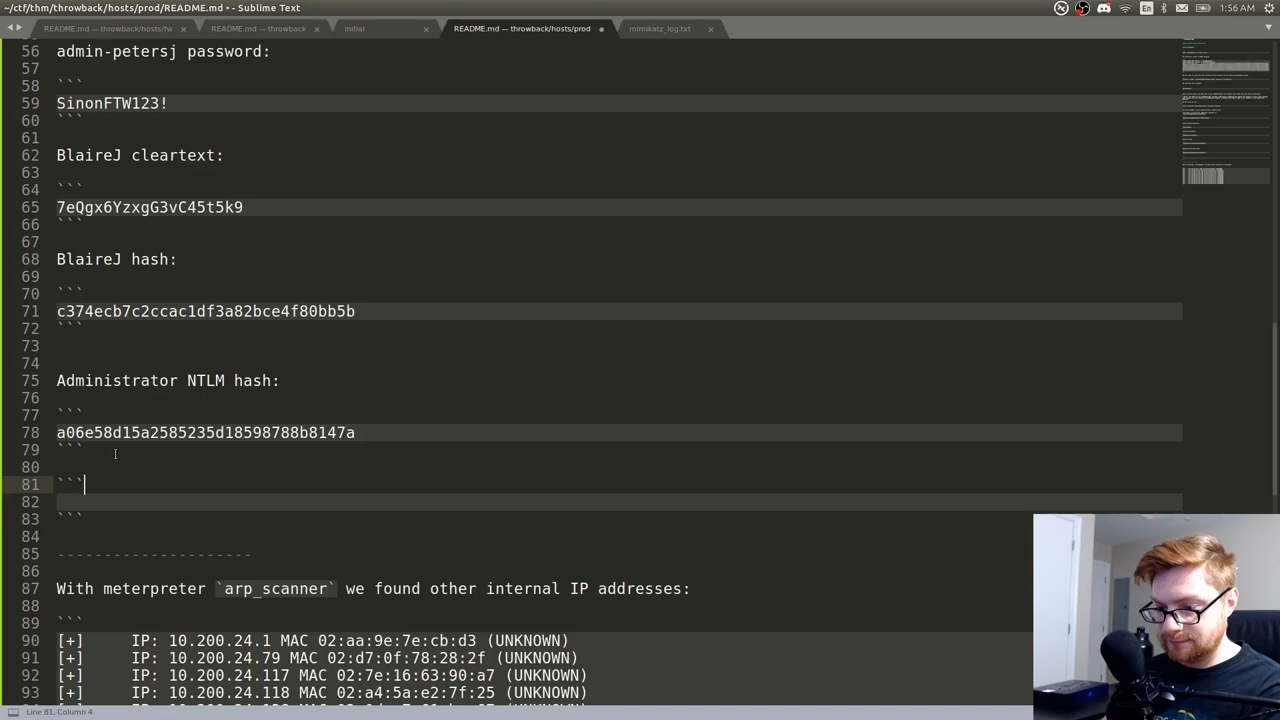 ~/ctf/thm/throwback/hosts/prod/README.md • - Sublime Text
1:56 AM
En
README.md — throwback/hosts/fw ×
README.md — throwback ×
initial ×
README.md — throwback/hosts/prod
mimikatz_log.txt ×
56 admin-petersj password:
57
58 ```
59 SinonFTW123!
60 ```
61
62 BlaireJ cleartext:
63
64 ```
65 7eQgx6YzxgG3vC45t5k9
66 ```
67
68 BlaireJ hash:
69
70 ```
71 c374ecb7c2ccac1df3a82bce4f80bb5b
72 ```
73
74
75 Administrator NTLM hash:
76
77 ```
78 a06e58d15a2585235d18598788b8147a
79 ```
80
81 ```
82
83 ```
84
85 ---------------------
86
87 With meterpreter `arp_scanner` we found other internal IP addresses:
88
89 ```
90 [+] IP: 10.200.24.1 MAC 02:aa:9e:7e:cb:d3 (UNKNOWN)
91 [+] IP: 10.200.24.79 MAC 02:d7:0f:78:28:2f (UNKNOWN)
92 [+] IP: 10.200.24.117 MAC 02:7e:16:63:90:a7 (UNKNOWN)
93 [+] IP: 10.200.24.118 MAC 02:a4:5a:e2:7f:25 (UNKNOWN)
Line 81, Column 4